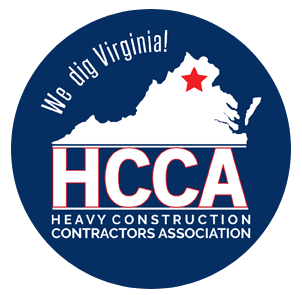 We dig Virginia!
HCCA
HEAVY CONSTRUCTION
CONTRACTORS ASSOCIATION